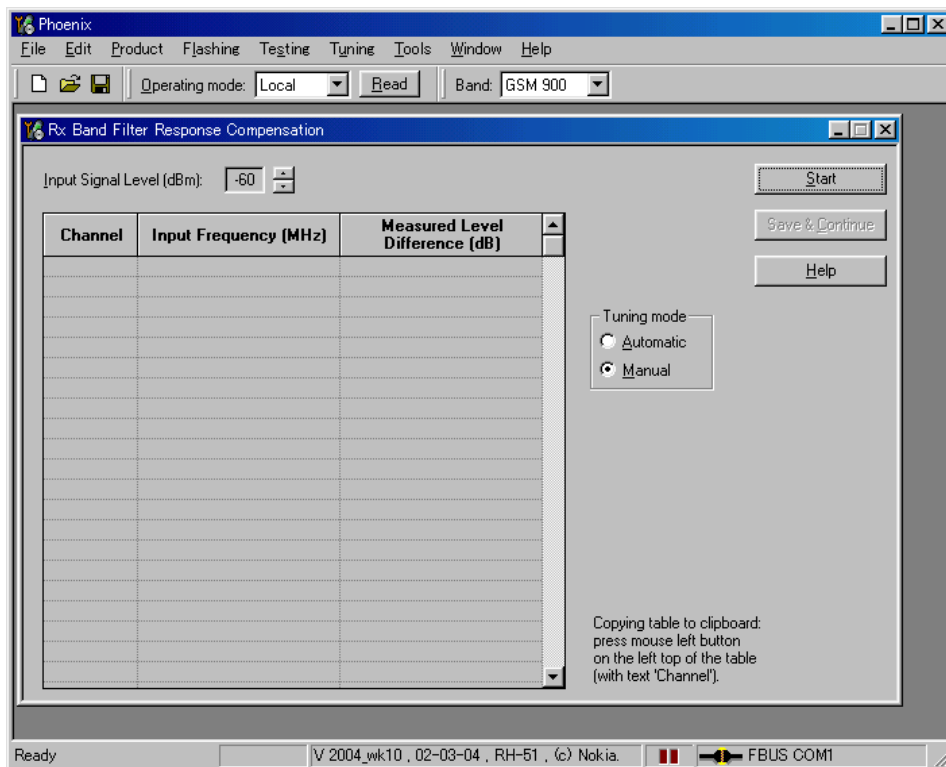 Phoenix
File Edit Product Flashing Testing Tuning Tools Window Help
Operating mode: Local Read Band: GSM 900
Rx Band Filter Response Compensation
Input Signal Level (dBm): -60
Start
Save & Continue
Help
Channel Input Frequency (MHz) Measured Level
Difference (dB)
Tuning mode
Automatic
Manual
Copying table to clipboard:
press mouse left button
on the left top of the table
(with text 'Channel').
Ready V 2004_wk10 , 02-03-04 , RH-51 , (c) Nokia. FBUS COM1